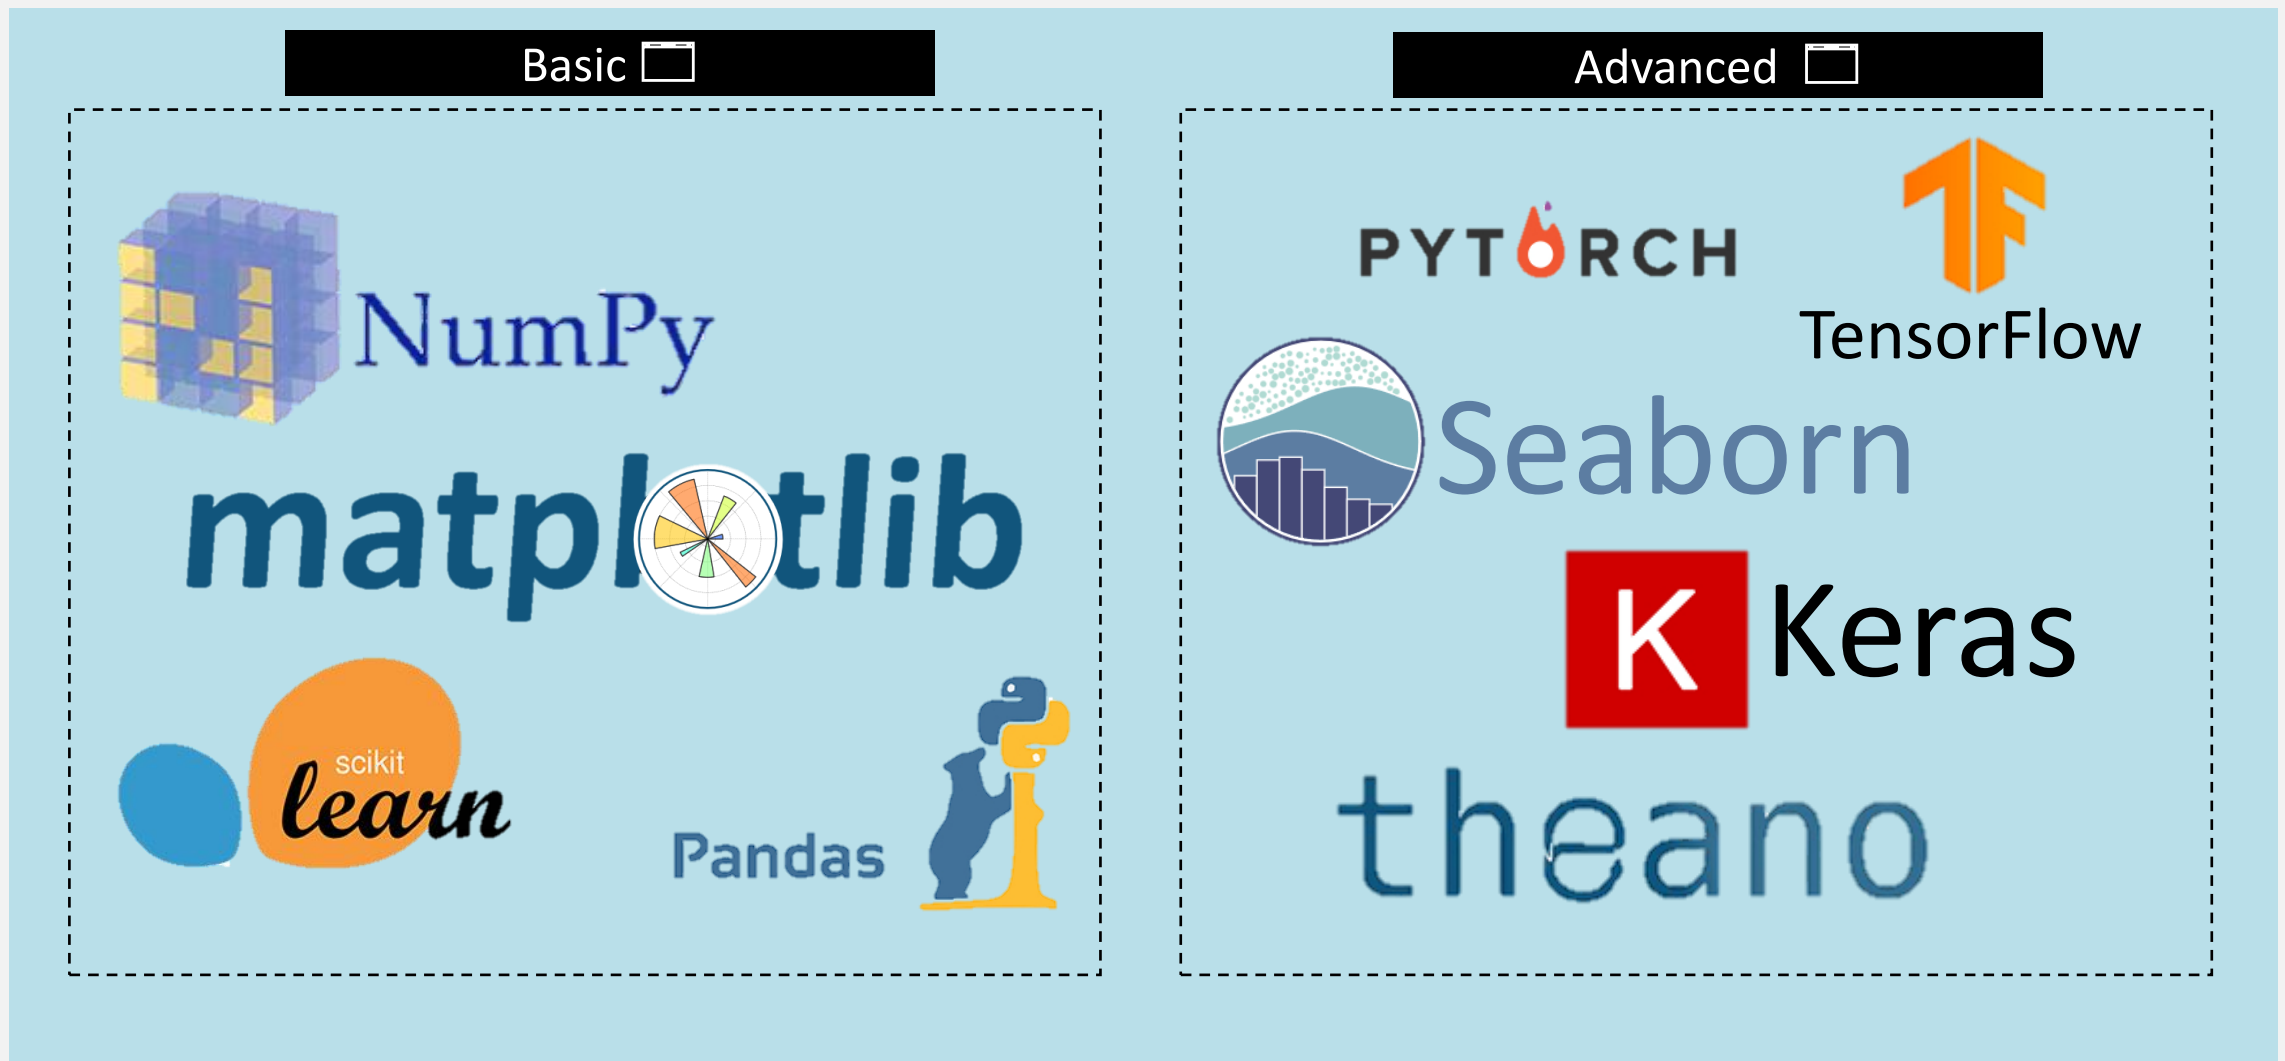 Basic
NumPy
matplotlib
scikit
learn
Pandas
Advanced
PYTORCH
TensorFlow
Seaborn
K Keras
theano